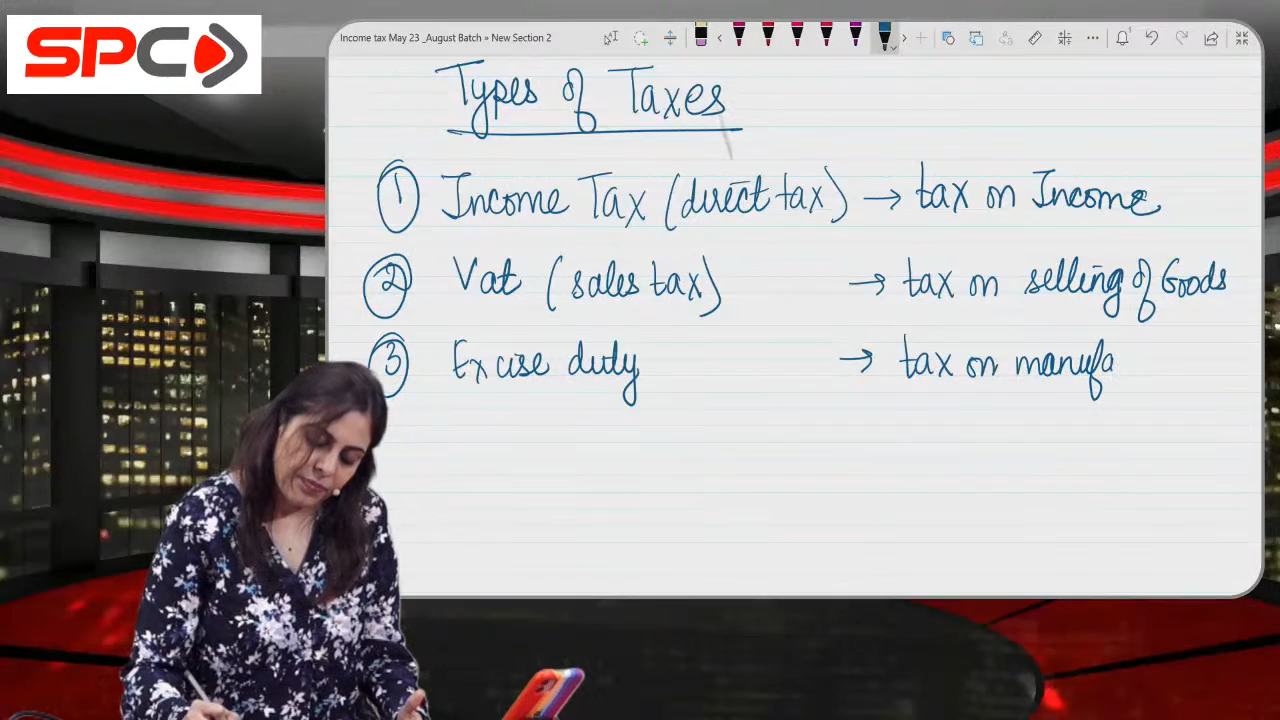 SPC
Income tax May 23 _August Batch » New Section 2
Types of Taxes
1 Income Tax (direct tax) → tax on Income
2 Vat (sales tax) → tax on selling of Goods
3 Excise duty → tax on manufa